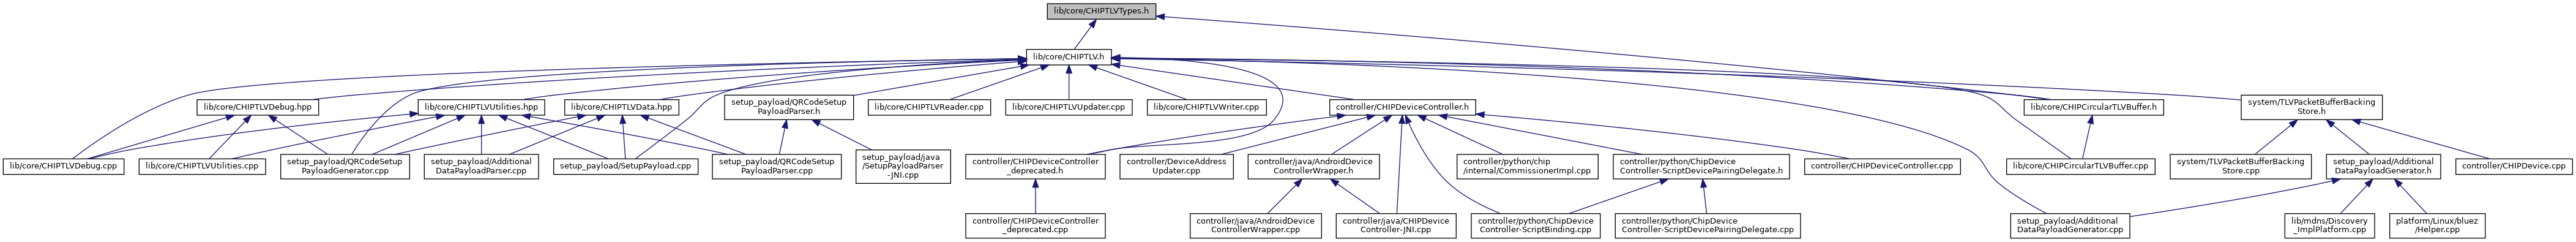 lib/core/CHIPTLVTypes.h
lib/core/CHIPTLV.h
lib/core/CHIPTLVDebug.hpp
lib/core/CHIPTLVUtilities.hpp
lib/core/CHIPTLVData.hpp
setup_payload/QRCodeSetup
PayloadParser.h
lib/core/CHIPTLVReader.cpp
lib/core/CHIPTLVUpdater.cpp
lib/core/CHIPTLVWriter.cpp
controller/CHIPDeviceController.h
lib/core/CHIPCircularTLVBuffer.h
system/TLVPacketBufferBacking
Store.h
lib/core/CHIPTLVDebug.cpp
lib/core/CHIPTLVUtilities.cpp
setup_payload/QRCodeSetup
PayloadGenerator.cpp
setup_payload/Additional
DataPayloadParser.cpp
setup_payload/SetupPayload.cpp
setup_payload/QRCodeSetup
PayloadParser.cpp
setup_payload/java
/SetupPayloadParser
-JNI.cpp
controller/CHIPDeviceController
_deprecated.h
controller/DeviceAddress
Updater.cpp
controller/java/AndroidDevice
ControllerWrapper.h
controller/python/chip
/internal/CommissionerImpl.cpp
controller/python/ChipDevice
Controller-ScriptDevicePairingDelegate.h
controller/CHIPDeviceController.cpp
lib/core/CHIPCircularTLVBuffer.cpp
system/TLVPacketBufferBacking
Store.cpp
setup_payload/Additional
DataPayloadGenerator.h
controller/CHIPDevice.cpp
controller/CHIPDeviceController
_deprecated.cpp
controller/java/AndroidDevice
ControllerWrapper.cpp
controller/java/CHIPDevice
Controller-JNI.cpp
controller/python/ChipDevice
Controller-ScriptBinding.cpp
controller/python/ChipDevice
Controller-ScriptDevicePairingDelegate.cpp
setup_payload/Additional
DataPayloadGenerator.cpp
lib/mdns/Discovery
_ImplPlatform.cpp
platform/Linux/bluez
/Helper.cpp